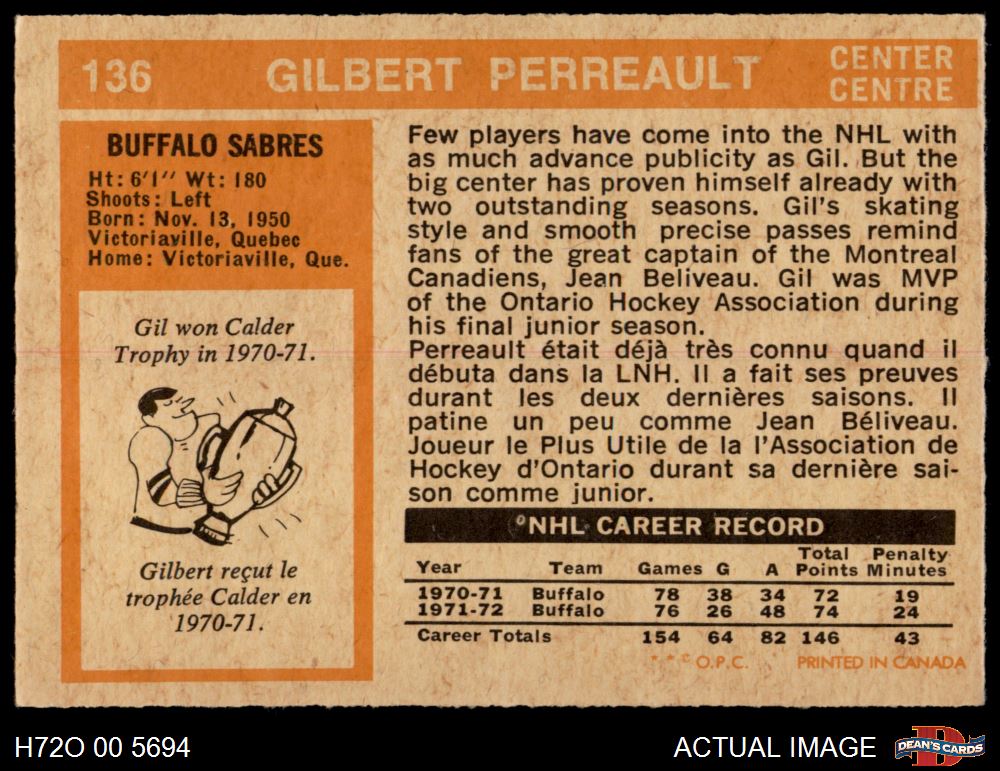 136 GILBERT PERREAULT CENTER
CENTRE
BUFFALO SABRES
Ht: 6'1" Wt: 180
Shoots: Left
Born: Nov. 13, 1950
Victoriaville, Quebec
Home: Victoriaville, Que.
Gil won Calder
Trophy in 1970-71.
Gilbert reçut le
trophée Calder en
1970-71.
Few players have come into the NHL with
as much advance publicity as Gil. But the
big center has proven himself already with
two outstanding seasons. Gil's skating
style and smooth precise passes remind
fans of the great captain of the Montreal
Canadiens, Jean Beliveau. Gil was MVP
of the Ontario Hockey Association during
his final junior season.
Perreault était déjà très connu quand il
débuta dans la LNH. Il a fait ses preuves
durant les deux dernières saisons. Il
patine un peu comme Jean Béliveau.
Joueur le Plus Utile de la l'Association de
Hockey d'Ontario durant sa dernière sai-
son comme junior.
NHL CAREER RECORD
Year Team Games G A Total Points Penalty Minutes
1970-71 Buffalo 78 38 34 72 19
1971-72 Buffalo 76 26 48 74 24
Career Totals 154 64 82 146 43
* * © O.P.C. PRINTED IN CANADA
H72O 00 5694 ACTUAL IMAGE D DEAN'S CARDS